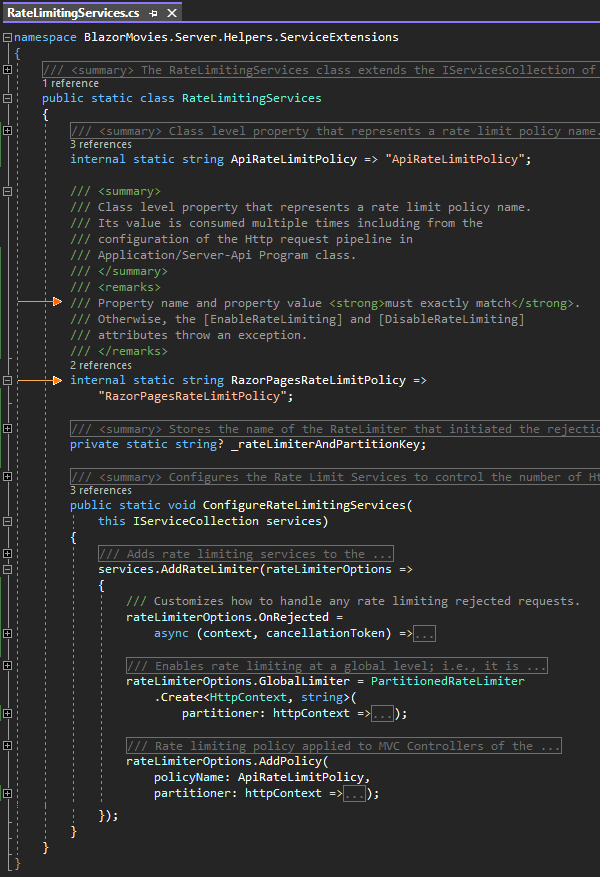 RateLimitingServices.cs
namespace BlazorMovies.Server.Helpers.ServiceExtensions
{
/// <summary> The RateLimitingServices class extends the IServicesCollection of
1 reference
public static class RateLimitingServices
{
/// <summary> Class level property that represents a rate limit policy name.
3 references
internal static string ApiRateLimitPolicy => "ApiRateLimitPolicy";
/// <summary>
/// Class level property that represents a rate limit policy name.
/// Its value is consumed multiple times including from the
/// configuration of the Http request pipeline in
/// Application/Server-Api Program class.
/// </summary>
/// <remarks>
/// Property name and property value <strong>must exactly match</strong>.
/// Otherwise, the [EnableRateLimiting] and [DisableRateLimiting]
/// attributes throw an exception.
/// </remarks>
2 references
internal static string RazorPagesRateLimitPolicy =>
"RazorPagesRateLimitPolicy";
/// <summary> Stores the name of the RateLimiter that initiated the rejectio
private static string? _rateLimiterAndPartitionKey;
/// <summary> Configures the Rate Limit Services to control the number of Ht
3 references
public static void ConfigureRateLimitingServices(
this IServiceCollection services)
{
/// Adds rate limiting services to the ...
services.AddRateLimiter(rateLimiterOptions =>
{
/// Customizes how to handle any rate limiting rejected requests.
rateLimiterOptions.OnRejected =
async (context, cancellationToken) =>...
/// Enables rate limiting at a global level; i.e., it is ...
rateLimiterOptions.GlobalLimiter = PartitionedRateLimiter
.Create<HttpContext, string>(
partitioner: httpContext =>...);
/// Rate limiting policy applied to MVC Controllers of the ...
rateLimiterOptions.AddPolicy(
policyName: ApiRateLimitPolicy,
partitioner: httpContext =>...);
});
}
}
}